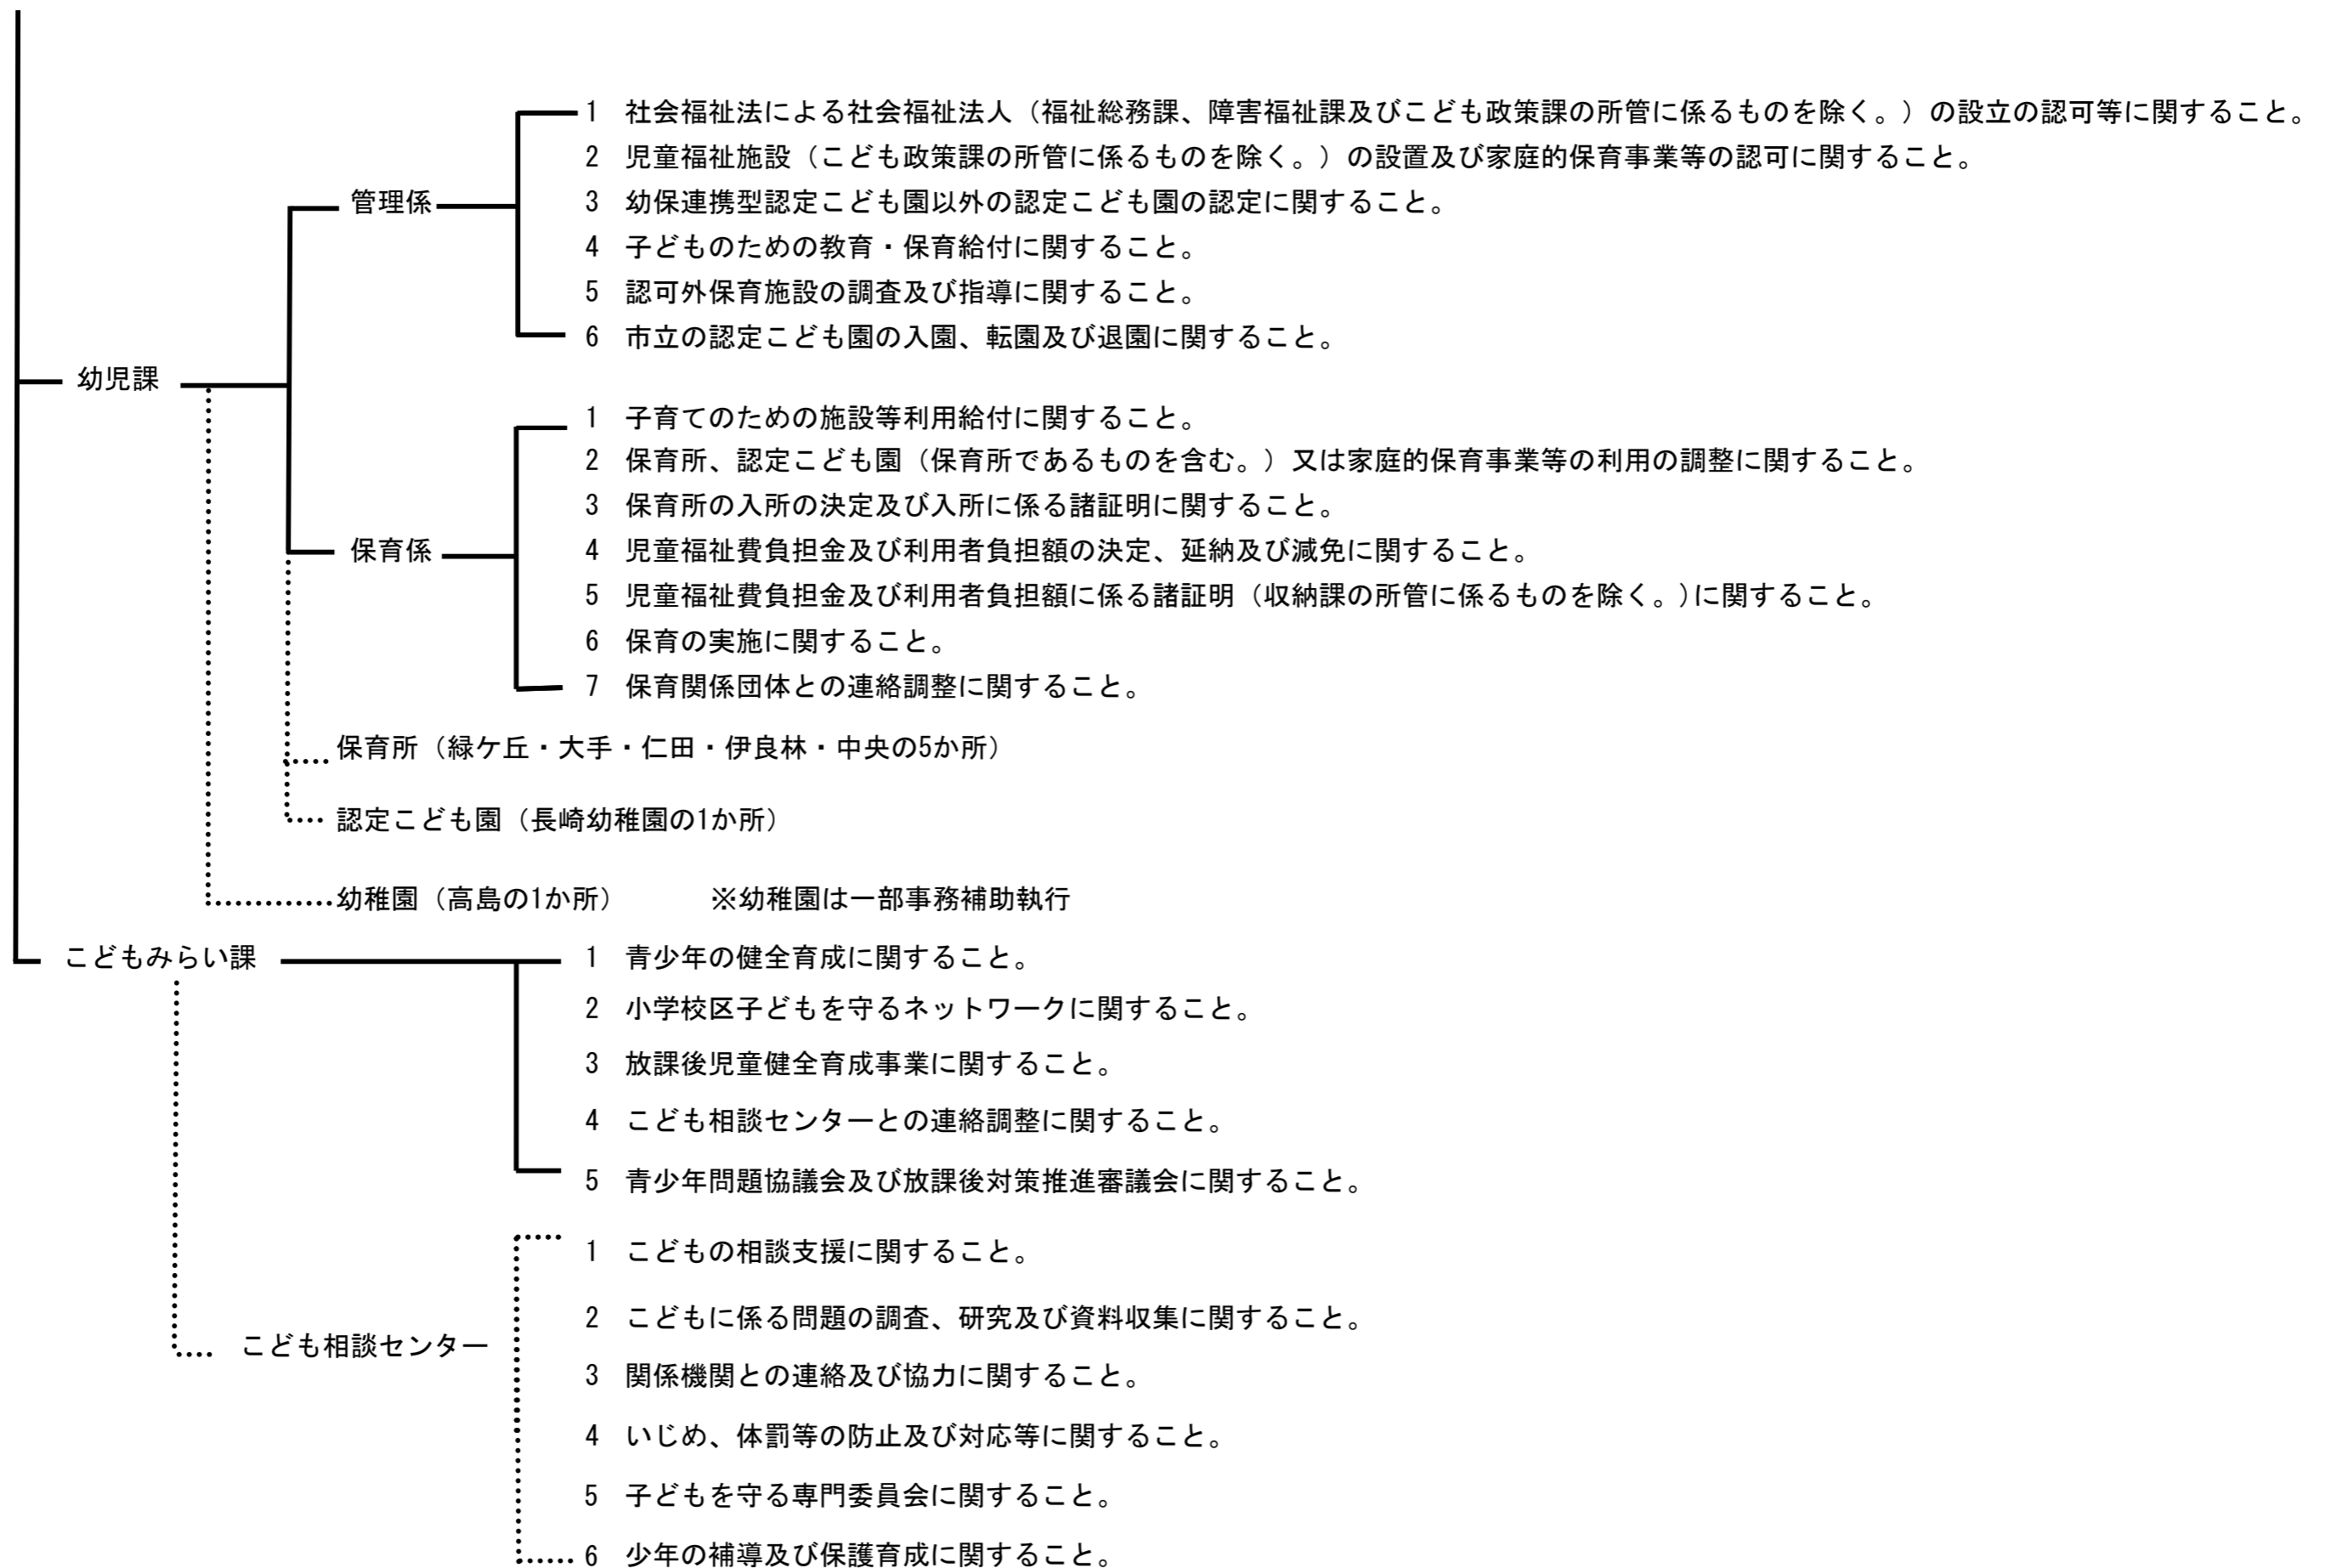 1 社会福祉法による社会福祉法人（福祉総務課、障害福祉課及びこども政策課の所管に係るものを除く。）の設立の認可等に関すること。
2 児童福祉施設（こども政策課の所管に係るものを除く。）の設置及び家庭的保育事業等の認可に関すること。
管理係
3 幼保連携型認定こども園以外の認定こども園の認定に関すること。
4 子どものための教育・保育給付に関すること。
5 認可外保育施設の調査及び指導に関すること。
6 市立の認定こども園の入園、転園及び退園に関すること。
幼児課
1 子育てのための施設等利用給付に関すること。
2 保育所、認定こども園（保育所であるものを含む。）又は家庭的保育事業等の利用の調整に関すること。
3 保育所の入所の決定及び入所に係る諸証明に関すること。
保育係
4 児童福祉費負担金及び利用者負担額の決定、延納及び減免に関すること。
5 児童福祉費負担金及び利用者負担額に係る諸証明（収納課の所管に係るものを除く。)に関すること。
6 保育の実施に関すること。
7 保育関係団体との連絡調整に関すること。
保育所（緑ケ丘・大手・仁田・伊良林・中央の5か所）
認定こども園（長崎幼稚園の1か所）
幼稚園（高島の1か所） ※幼稚園は一部事務補助執行
こどもみらい課
1 青少年の健全育成に関すること。
2 小学校区子どもを守るネットワークに関すること。
3 放課後児童健全育成事業に関すること。
4 こども相談センターとの連絡調整に関すること。
5 青少年問題協議会及び放課後対策推進審議会に関すること。
1 こどもの相談支援に関すること。
2 こどもに係る問題の調査、研究及び資料収集に関すること。
こども相談センター
3 関係機関との連絡及び協力に関すること。
4 いじめ、体罰等の防止及び対応等に関すること。
5 子どもを守る専門委員会に関すること。
6 少年の補導及び保護育成に関すること。